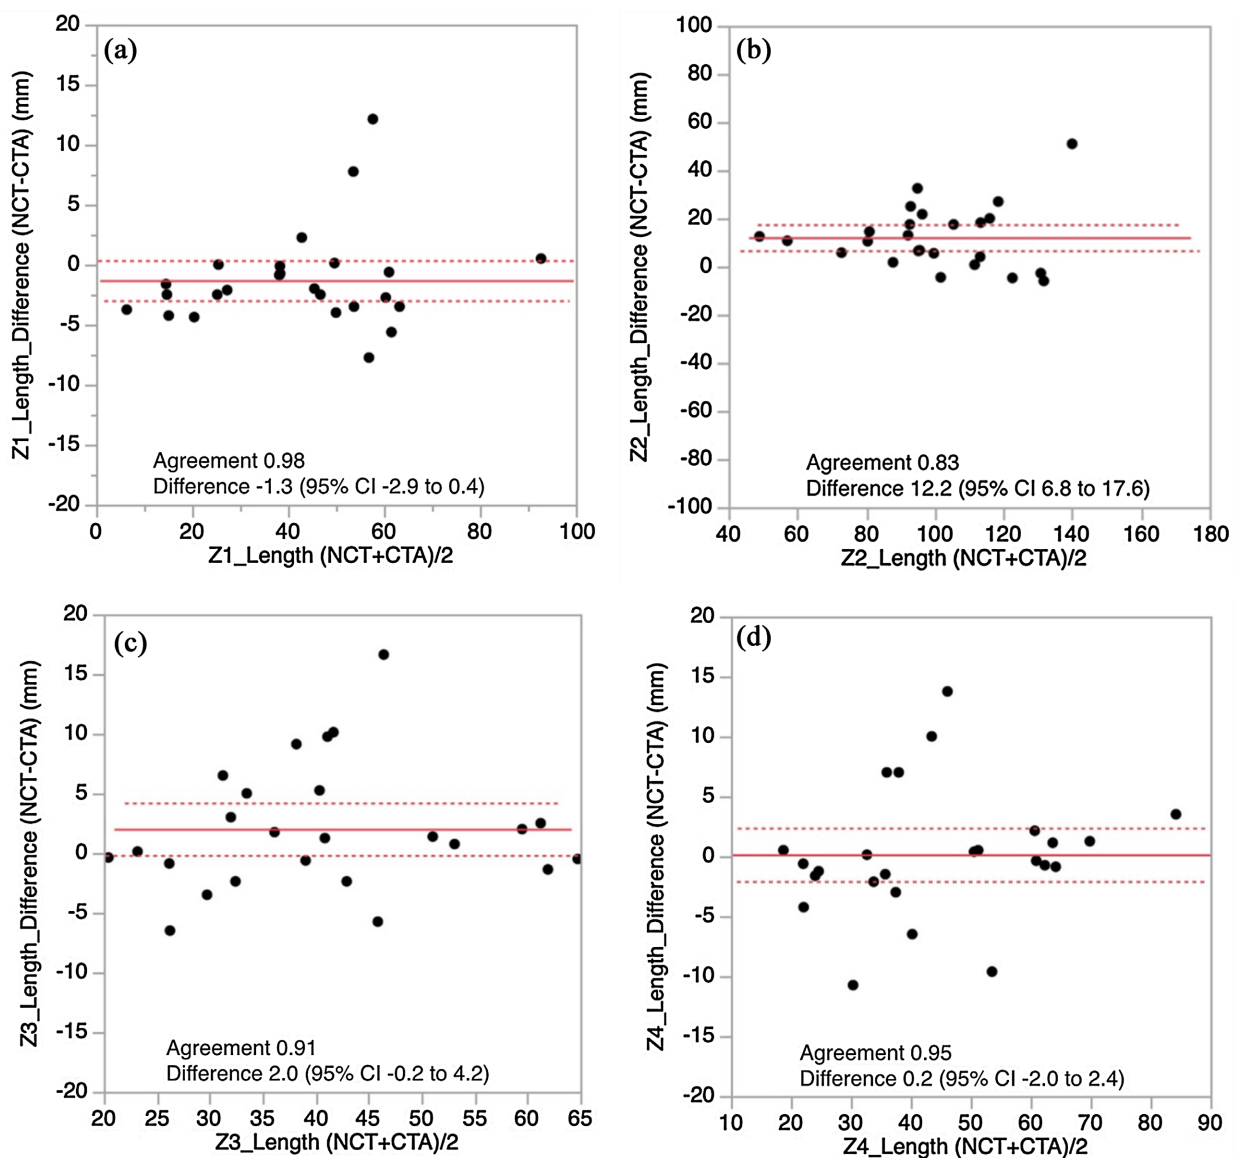 (a)
Z1_Length_Difference (NCT-CTA) (mm)
20
15
10
5
0
-5
-10
-15
-20
Agreement 0.98
Difference -1.3 (95% CI -2.9 to 0.4)
0 20 40 60 80 100
Z1_Length (NCT+CTA)/2
(b)
Z2_Length_Difference (NCT-CTA) (mm)
100
80
60
40
20
0
-20
-40
-60
-80
-100
Agreement 0.83
Difference 12.2 (95% CI 6.8 to 17.6)
40 60 80 100 120 140 160 180
Z2_Length (NCT+CTA)/2
(c)
Z3_Length_Difference (NCT-CTA) (mm)
20
15
10
5
0
-5
-10
-15
-20
Agreement 0.91
Difference 2.0 (95% CI -0.2 to 4.2)
20 25 30 35 40 45 50 55 60 65
Z3_Length (NCT+CTA)/2
(d)
Z4_Length_Difference (NCT-CTA) (mm)
20
15
10
5
0
-5
-10
-15
-20
Agreement 0.95
Difference 0.2 (95% CI -2.0 to 2.4)
10 20 30 40 50 60 70 80 90
Z4_Length (NCT+CTA)/2